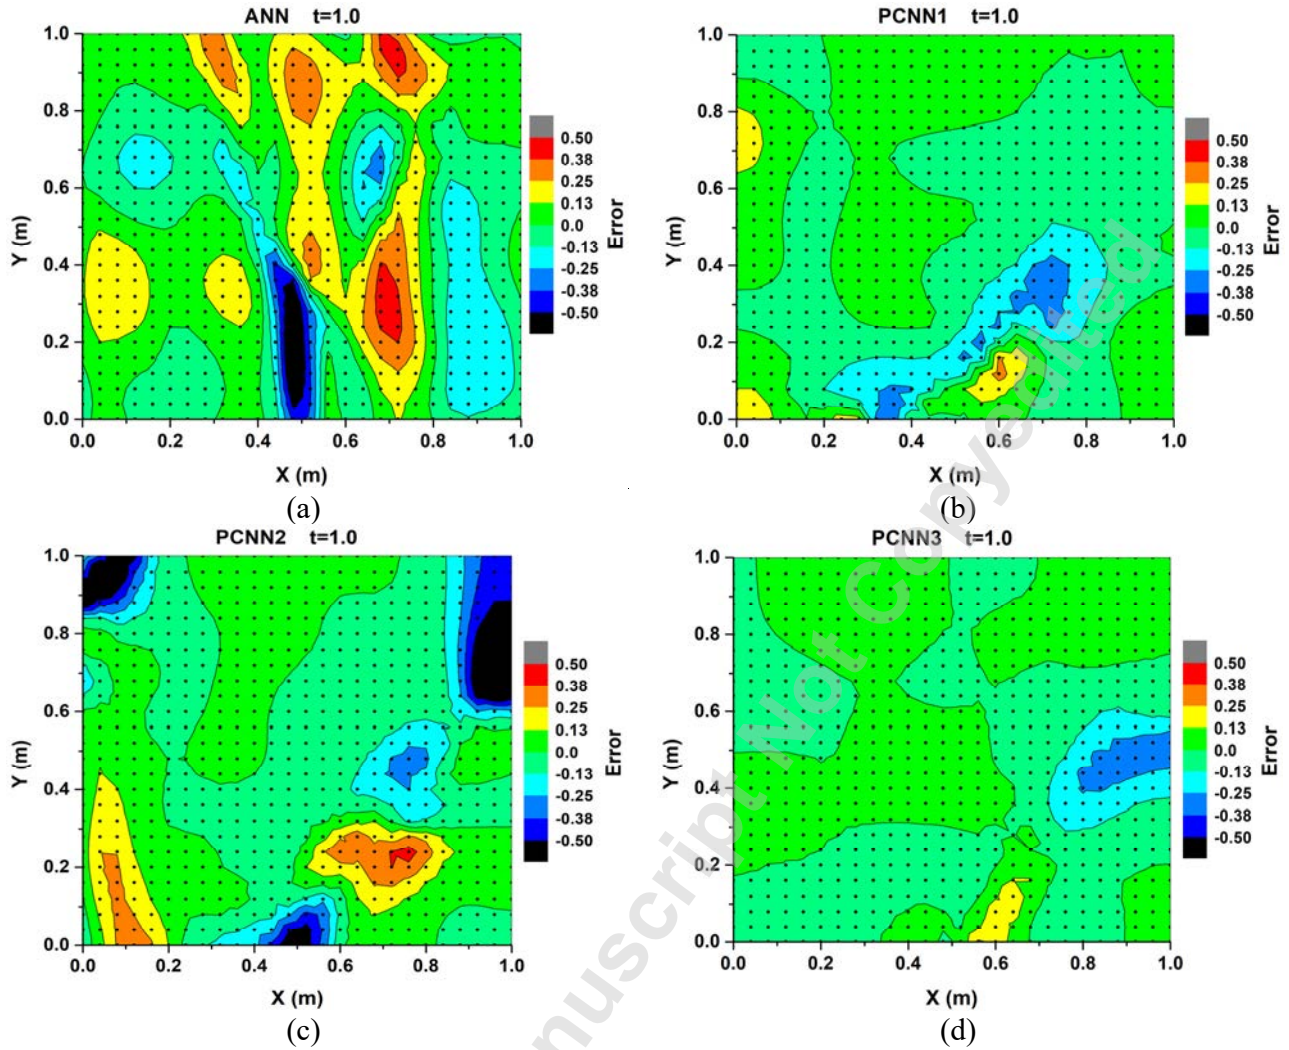 ANN t=1.0
1.0
0.8
0.6
0.4
0.2
0.0
Y (m)
0.0 0.2 0.4 0.6 0.8 1.0
X (m)
0.50
0.38
0.25
0.13
0.0
-0.13
-0.25
-0.38
-0.50
Error
(a)
PCNN1 t=1.0
1.0
0.8
0.6
0.4
0.2
0.0
Y (m)
0.0 0.2 0.4 0.6 0.8 1.0
X (m)
0.50
0.38
0.25
0.13
0.0
-0.13
-0.25
-0.38
-0.50
Error
(b)
PCNN2 t=1.0
1.0
0.8
0.6
0.4
0.2
0.0
Y (m)
0.0 0.2 0.4 0.6 0.8 1.0
X (m)
0.50
0.38
0.25
0.13
0.0
-0.13
-0.25
-0.38
-0.50
Error
(c)
PCNN3 t=1.0
1.0
0.8
0.6
0.4
0.2
0.0
Y (m)
0.0 0.2 0.4 0.6 0.8 1.0
X (m)
0.50
0.38
0.25
0.13
0.0
-0.13
-0.25
-0.38
-0.50
Error
(d)
nuscript Not Copyedited